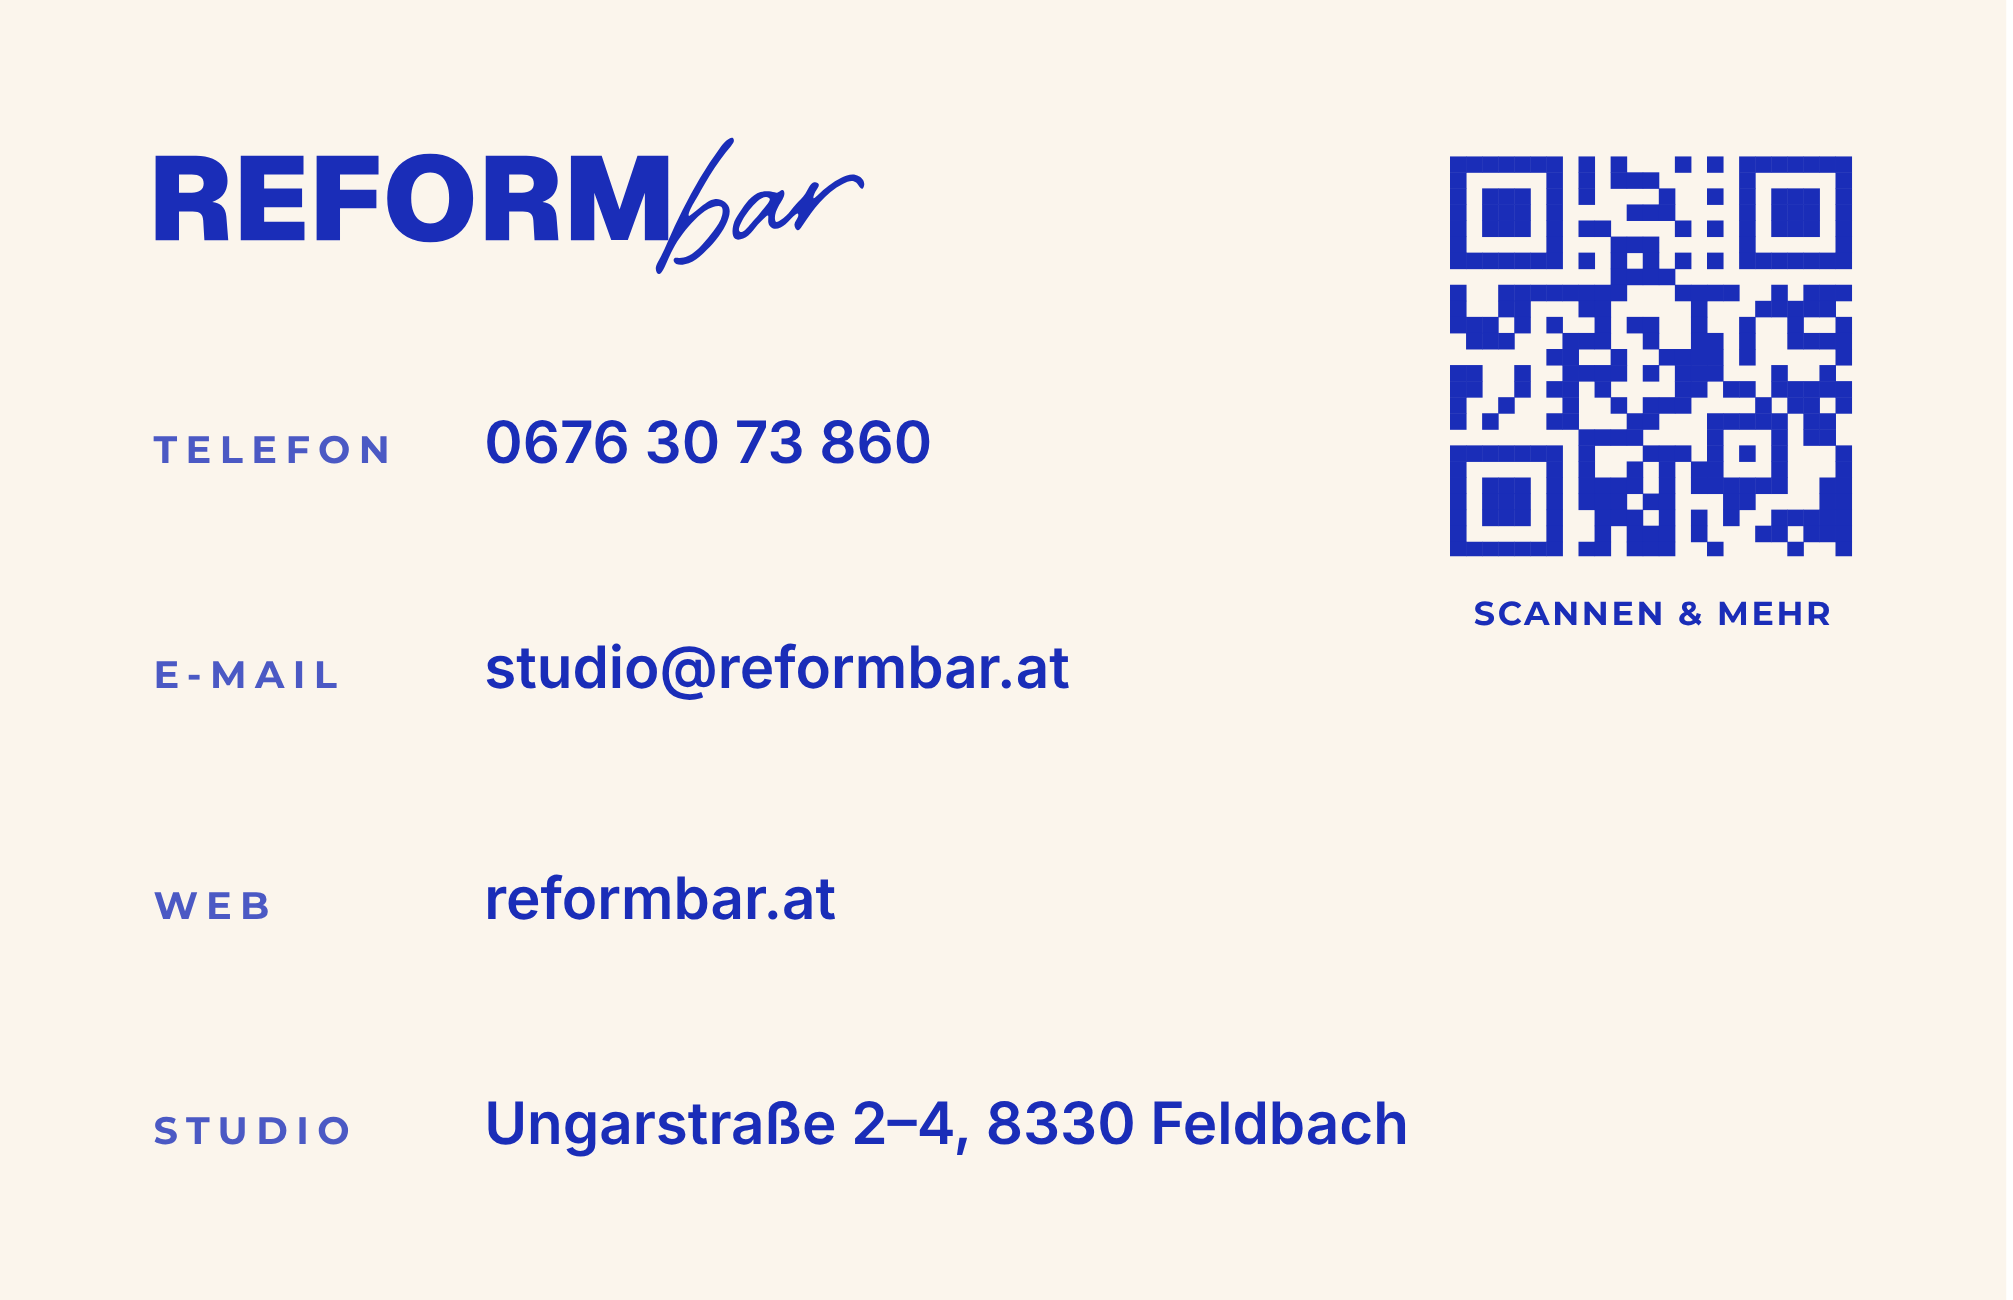 REFORMbar
TELEFON 0676 30 73 860
SCANNEN & MEHR
E-MAIL studio@reformbar.at
WEB reformbar.at
STUDIO Ungarstraße 2–4, 8330 Feldbach